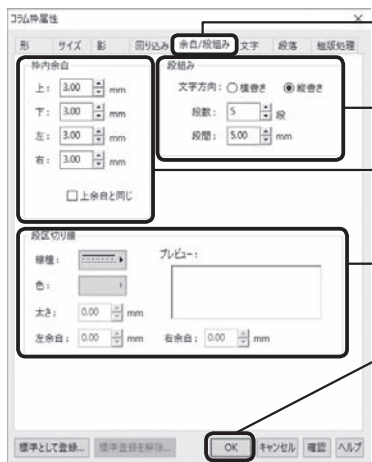 コラム枠属性
形 サイズ 影 回り込み 余白/段組み 文字 段落 組版処理
枠内余白
上： 3.00 mm
下： 3.00 mm
左： 3.00 mm
右： 3.00 mm
上余白と同じ
段組み
文字方向： 横書き 縦書き
段数： 5 段
段間： 5.00 mm
段区切り線
線種：
色：
太さ： 0.00 mm
左余白： 0.00 mm 右余白： 0.00 mm
プレビュー：
標準として登録... 標準登録を解除... OK キャンセル 確認 ヘルプ